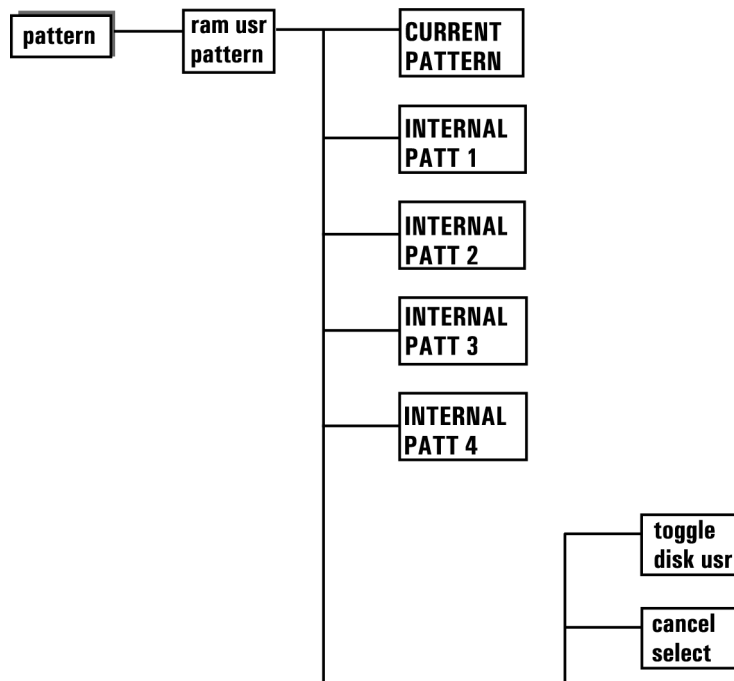 pattern
ram usr
pattern
CURRENT
PATTERN
INTERNAL
PATT 1
INTERNAL
PATT 2
INTERNAL
PATT 3
INTERNAL
PATT 4
toggle
disk usr
cancel
select